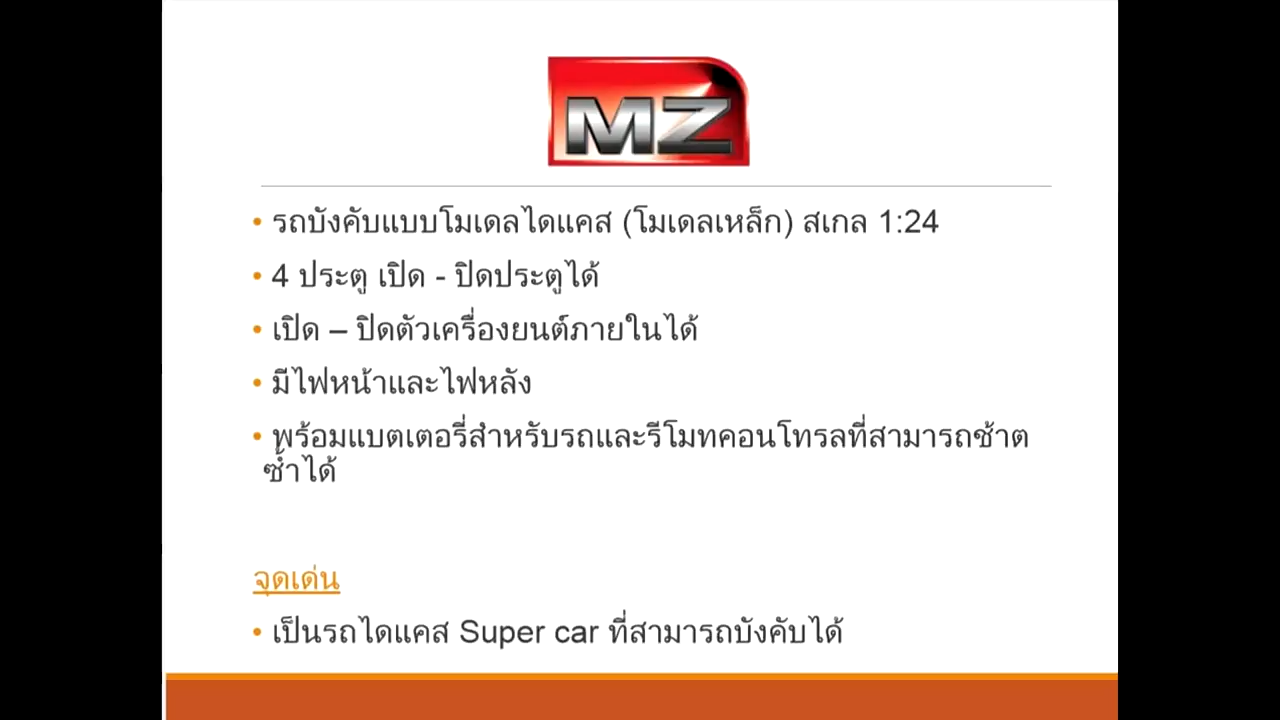 MZ
• รถบังคับแบบโมเดลไดแคส (โมเดลเหล็ก) สเกล 1:24
• 4 ประตู เปิด - ปิดประตูได้
• เปิด – ปิดตัวเครื่องยนต์ภายในได้
• มีไฟหน้าและไฟหลัง
• พร้อมแบตเตอรี่สำหรับรถและรีโมทคอนโทรลที่สามารถช้าต
ซ้ำได้
จุดเด่น
• เป็นรถไดแคส Super car ที่สามารถบังคับได้